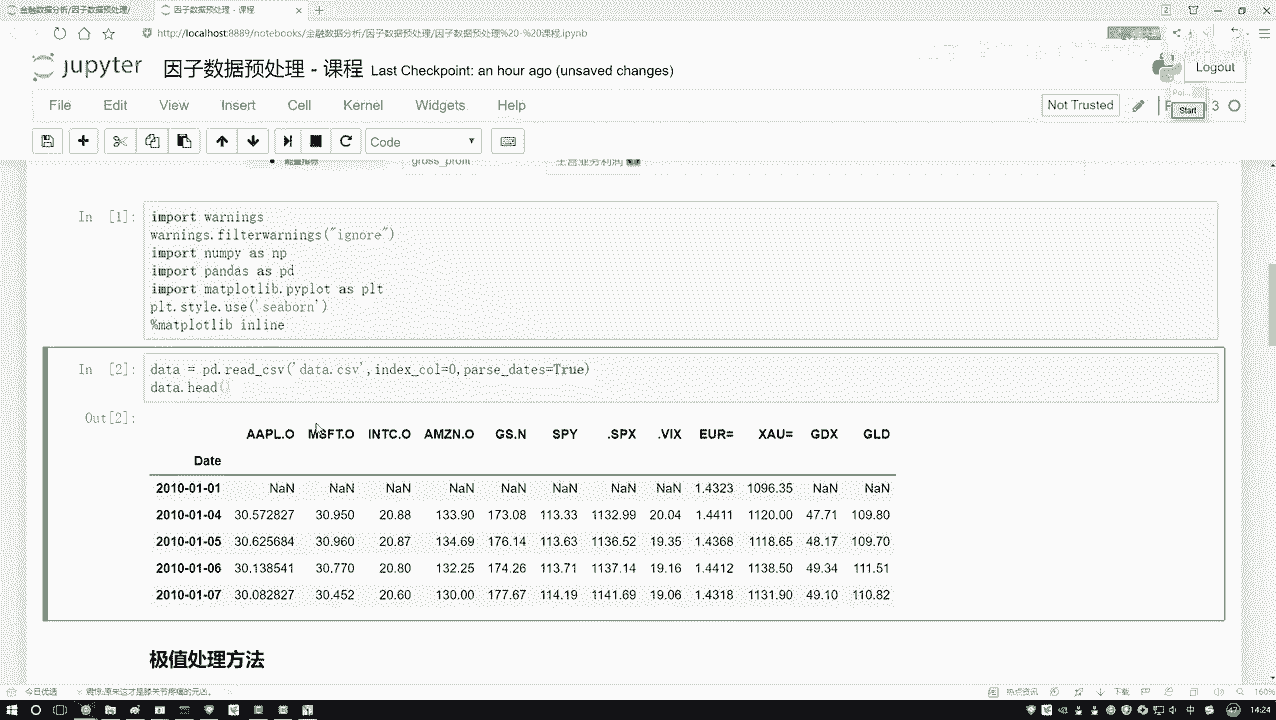 金融数据分析/因子数据预处理/
因子数据预处理 - 课程
http://localhost:8889/notebooks/金融数据分析/因子数据预处理/因子数据预处理%20-%20课程.ipynb
jupyter 因子数据预处理 - 课程 Last Checkpoint: an hour ago (unsaved changes)
Logout
File Edit View Insert Cell Kernel Widgets Help
Not Trusted
3
Start
Code
gross_profit
In [1]:
import warnings
warnings.filterwarnings("ignore")
import numpy as np
import pandas as pd
import matplotlib.pyplot as plt
plt.style.use('seaborn')
%matplotlib inline
In [2]:
data = pd.read_csv('data.csv',index_col=0,parse_dates=True)
data.head()
Out[2]:
AAPL.O MSFT.O INTC.O AMZN.O GS.N SPY .SPX .VIX EUR= XAU= GDX GLD
Date
2010-01-01 NaN NaN NaN NaN NaN NaN NaN NaN 1.4323 1096.35 NaN NaN
2010-01-04 30.572827 30.950 20.88 133.90 173.08 113.33 1132.99 20.04 1.4411 1120.00 47.71 109.80
2010-01-05 30.625684 30.960 20.87 134.69 176.14 113.63 1136.52 19.35 1.4368 1118.65 48.17 109.70
2010-01-06 30.138541 30.770 20.80 132.25 174.26 113.71 1137.14 19.16 1.4412 1138.50 49.34 111.51
2010-01-07 30.082827 30.452 20.60 130.00 177.67 114.19 1141.69 19.06 1.4318 1131.90 49.10 110.82
极值处理方法
今日优选
热点资讯
下载
160%
中
14:24